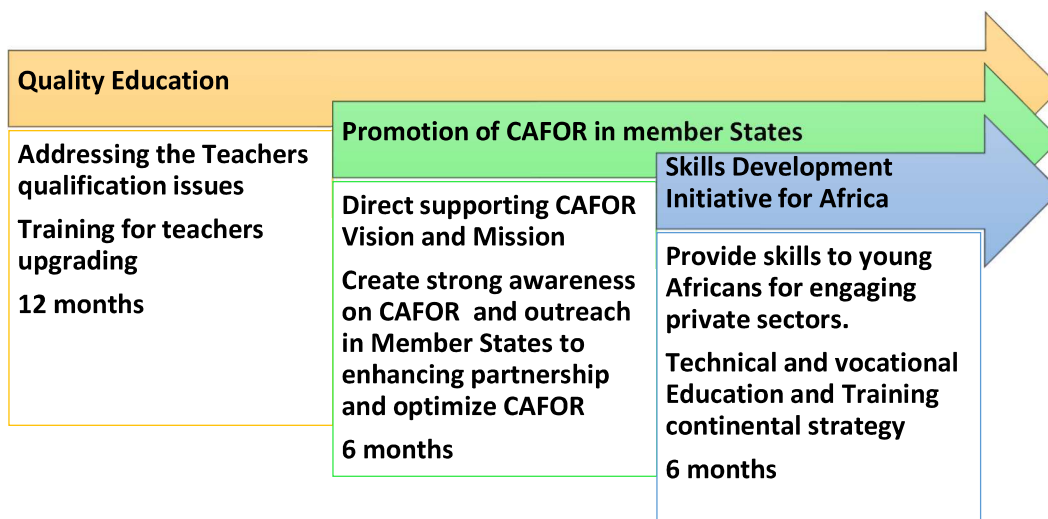 Quality Education
Addressing the Teachers
qualification issues
Training for teachers
upgrading
12 months
Promotion of CAFOR in member States
Direct supporting CAFOR
Vision and Mission
Create strong awareness
on CAFOR  and outreach
in Member States to
enhancing partnership
and optimize CAFOR
6 months
Skills Development
Initiative for Africa
Provide skills to young
Africans for engaging
private sectors.
Technical and vocational
Education and Training
continental strategy
6 months